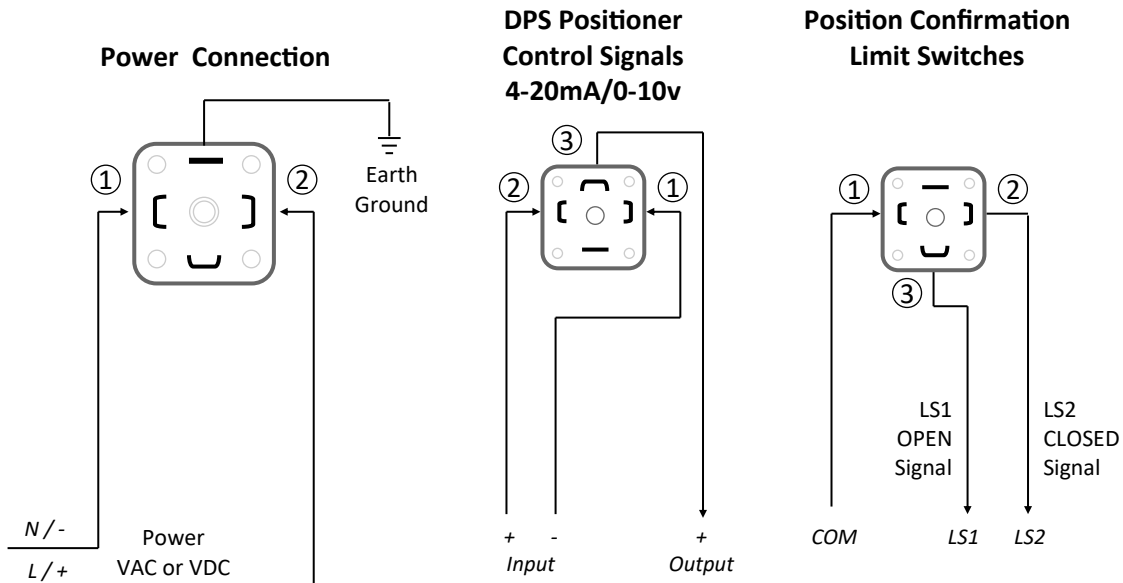 Power Connection
1
2
Earth
Ground
N / -
L / +
Power
VAC or VDC
DPS Positioner
Control Signals
4-20mA/0-10v
3
2
1
+ -
Input
+
Output
Position Confirmation
Limit Switches
1
2
3
LS1
OPEN
Signal
LS2
CLOSED
Signal
COM
LS1
LS2